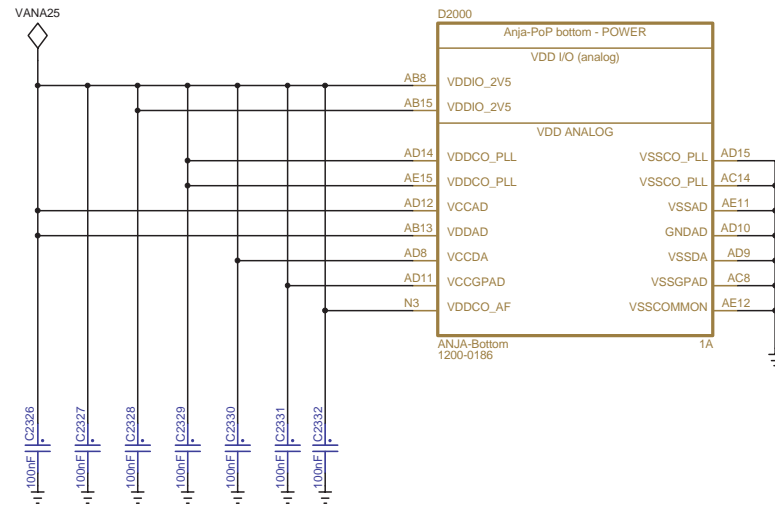 VANA25
D2000
Anja-PoP bottom - POWER
VDD I/O (analog)
AB8 VDDIO_2V5
AB15 VDDIO_2V5
VDD ANALOG
AD14 VDDCO_PLL VSSCO_PLL AD15
AE15 VDDCO_PLL VSSCO_PLL AC14
AD12 VCCAD VSSAD AE11
AB13 VDDAD GNDAD AD10
AD8 VCCDA VSSDA AD9
AD11 VCCGPAD VSSGPAD AC8
N3 VDDCO_AF VSSCOMMON AE12
ANJA-Bottom 1A
1200-0186
C2326 C2327 C2328 C2329 C2330 C2331 C2332
100nF 100nF 100nF 100nF 100nF 100nF 100nF